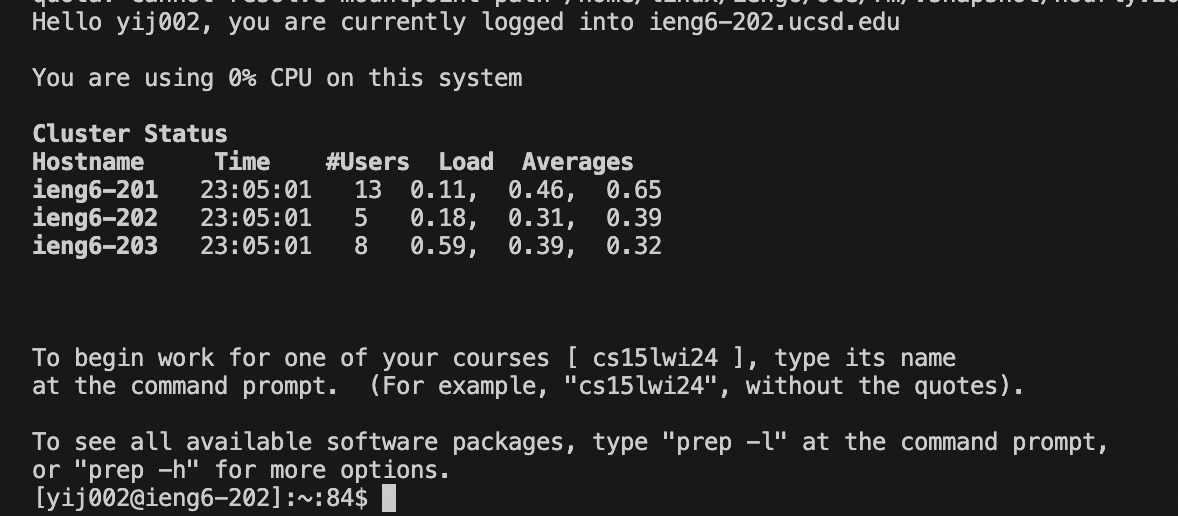 Hello yij002, you are currently logged into ieng6-202.ucsd.edu
You are using 0% CPU on this system
Cluster Status
Hostname Time #Users Load Averages
ieng6-201 23:05:01 13 0.11, 0.46, 0.65
ieng6-202 23:05:01 5 0.18, 0.31, 0.39
ieng6-203 23:05:01 8 0.59, 0.39, 0.32
To begin work for one of your courses [ cs15lwi24 ], type its name
at the command prompt. (For example, "cs15lwi24", without the quotes).
To see all available software packages, type "prep -l" at the command prompt,
or "prep -h" for more options.
[yij002@ieng6-202]:~:84$